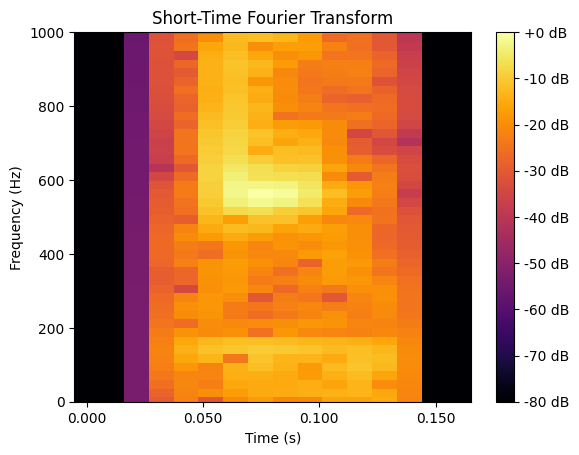 Short-Time Fourier Transform
1000
800
600
400
200
0
Frequency (Hz)
0.000
0.050
0.100
0.150
Time (s)
+0 dB
-10 dB
-20 dB
-30 dB
-40 dB
-50 dB
-60 dB
-70 dB
-80 dB